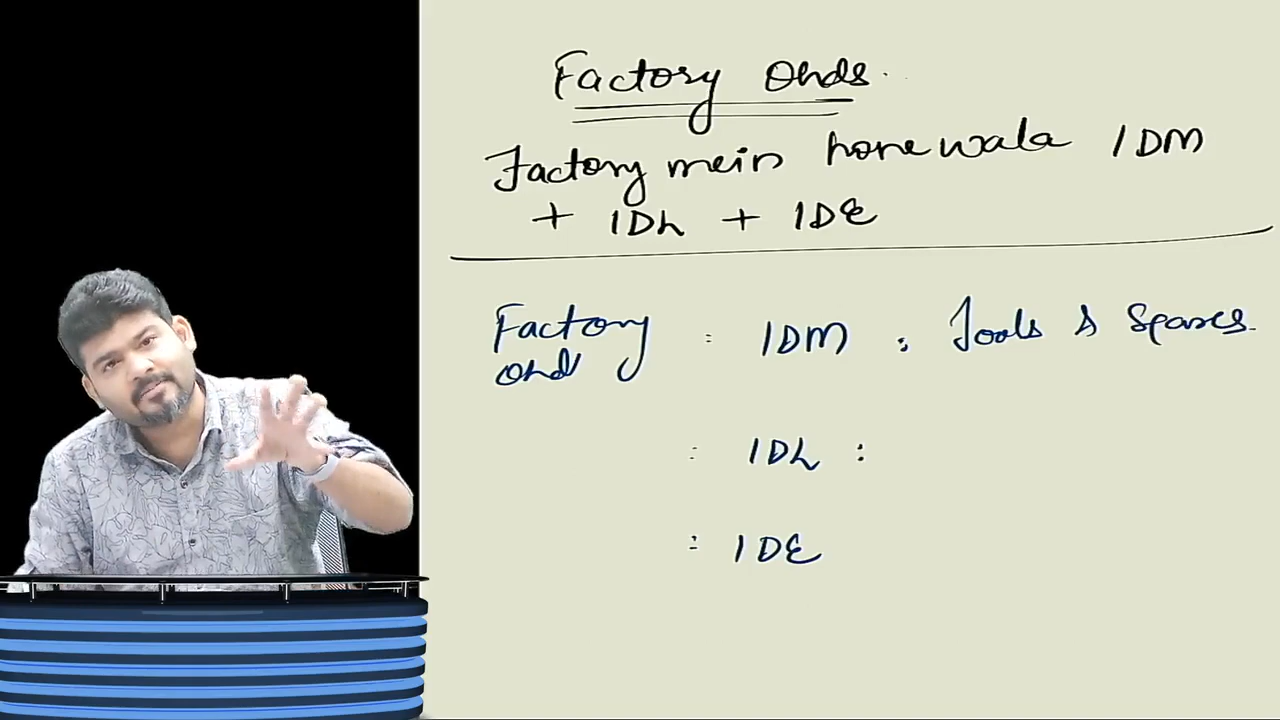 Factory Ohds.
Factory mein hone wala IDM
+ IDL + IDE
Factory : IDM : Tools & Spares.
ohd
: IDL :
: IDE